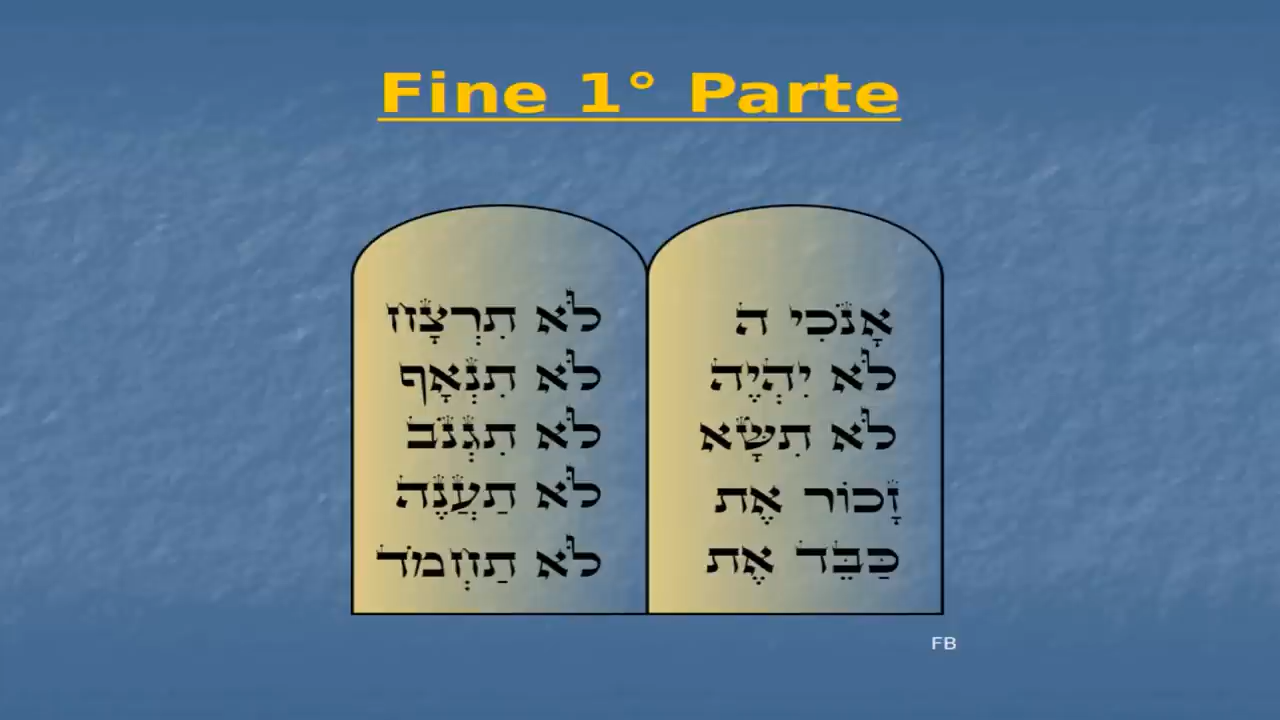 Fine 1° Parte
אָנֹכִי ה
לֹא יִהְיֶה
לֹא תִשָּׂא
זָכוֹר אֶת
כַּבֵּד אֶת
לֹא תִרְצָח
לֹא תִנְאָף
לֹא תִגְנֹב
לֹא תַעֲנֶה
לֹא תַחְמֹד
FB